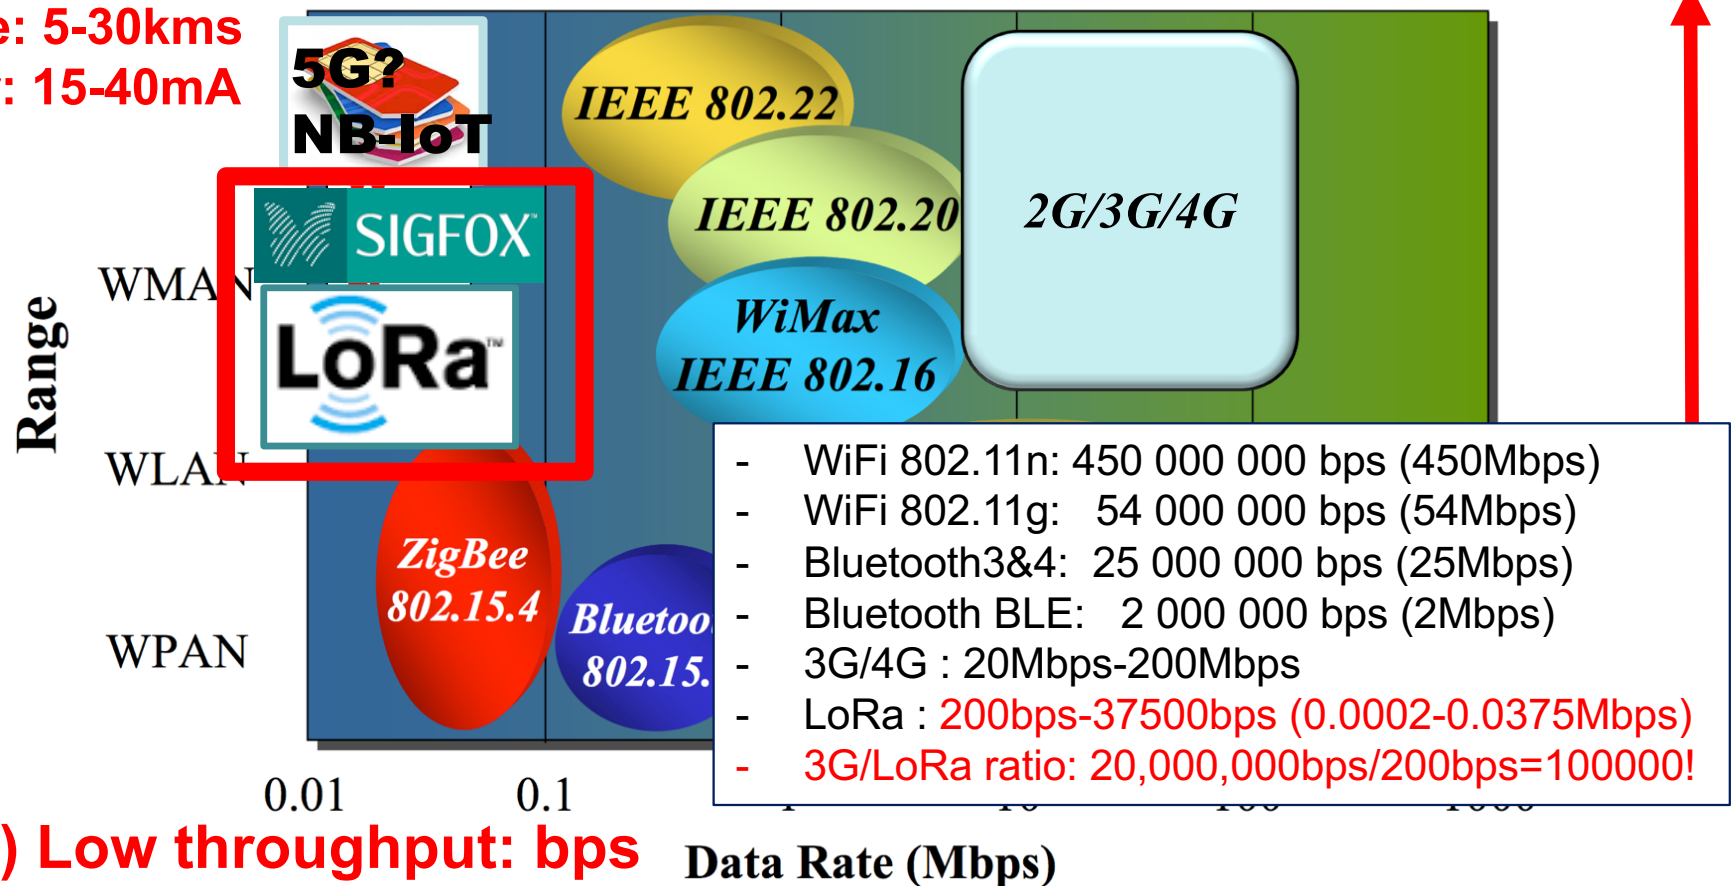 e: 5-30kms
: 15-40mA
5G?
NB-IoT
IEEE 802.22
SIGFOX
IEEE 802.20
2G/3G/4G
WMAN
LoRa™
WiMax
IEEE 802.16
Range
WLAN
- WiFi 802.11n: 450 000 000 bps (450Mbps)
- WiFi 802.11g: 54 000 000 bps (54Mbps)
- Bluetooth3&4: 25 000 000 bps (25Mbps)
- Bluetooth BLE: 2 000 000 bps (2Mbps)
- 3G/4G : 20Mbps-200Mbps
- LoRa : 200bps-37500bps (0.0002-0.0375Mbps)
- 3G/LoRa ratio: 20,000,000bps/200bps=100000!
ZigBee
802.15.4
Bluetoo
802.15.
WPAN
0.01 0.1
) Low throughput: bps
Data Rate (Mbps)